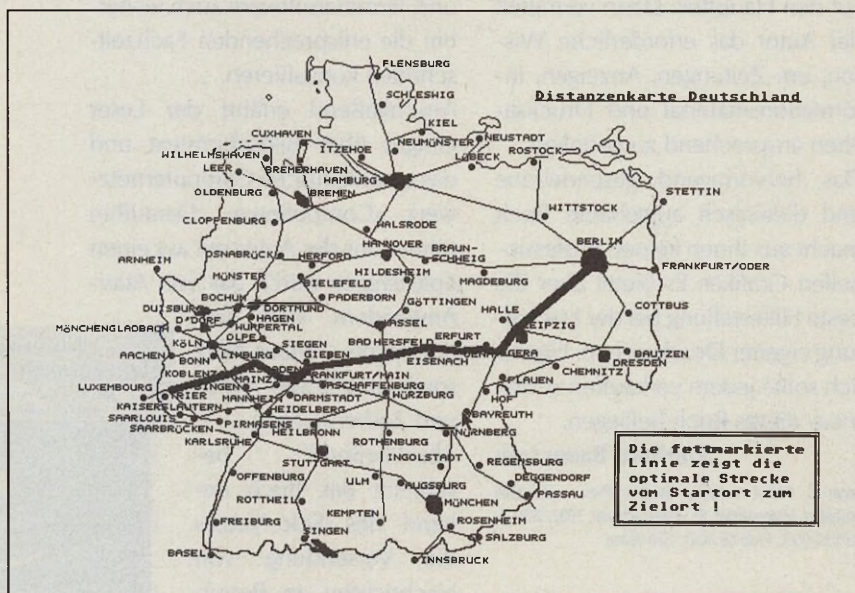 FLENSBURG
Distanzenkarte Deutschland
SCHLESWIG
KIEL
CUXHAVEN
ITZEHOE
NEUMÜNSTER
NEUSTADT
WILHELMSHAVEN
LÜBECK
ROSTOCK
LEER
BREMERHAVEN
HAMBURG
BREMEN
STETTIN
WITTSTOCK
CLOPPENBURG
WALSRODE
HANNOVER
BERLIN
BRAUN-
SCHWEIG
OSNABRÜCK
HERFORD
ARNHEIM
FRANKFURT/ODER
MÜNSTER
BIELEFELD
HILDESHEIM
MAGDEBURG
BOCHUM
PADERBORN
DUISBURG
DORTMUND
GÖTTINGEN
COTTBUS
HAGEN
HALLE
D'DORF
WUPPERTAL
KASSEL
LEIPZIG
MÖNCHENGLADBACH
KÖLN
OLPE
SIEGEN
BAD HERSFELD
ERFURT
AACHEN
BONN
LIMBURG
GIEßEN
EISENACH
GERA
BAUTZEN
DRESDEN
KOBLENZ
FRANKFURT/MAIN
CHEMNITZ
LUXEMBOURG
BINGEN
MAINZ
ASCHAFFENBURG
PLAUEN
TRIER
MANNHEIM
DARMSTADT
WÜRZBURG
HOF
KAISERSLAUTERN
HEIDELBERG
BAYREUTH
SAARLOUIS
PIRMASENS
SAARBRÜCKEN
HEILBRONN
NÜRNBERG
KARLSRUHE
ROTHENBURG
STUTTGART
INGOLSTADT
REGENSBURG
OFFENBURG
ULM
AUGSBURG
DEGGENDORF
ROTTWEIL
MÜNCHEN
PASSAU
FREIBURG
KEMPTEN
ROSENHEIM
SINGEN
SALZBURG
BASEL
INNSBRUCK
Die fettmarkierte
Linie zeigt die
optimale Strecke
vom Startort zum
Zielort